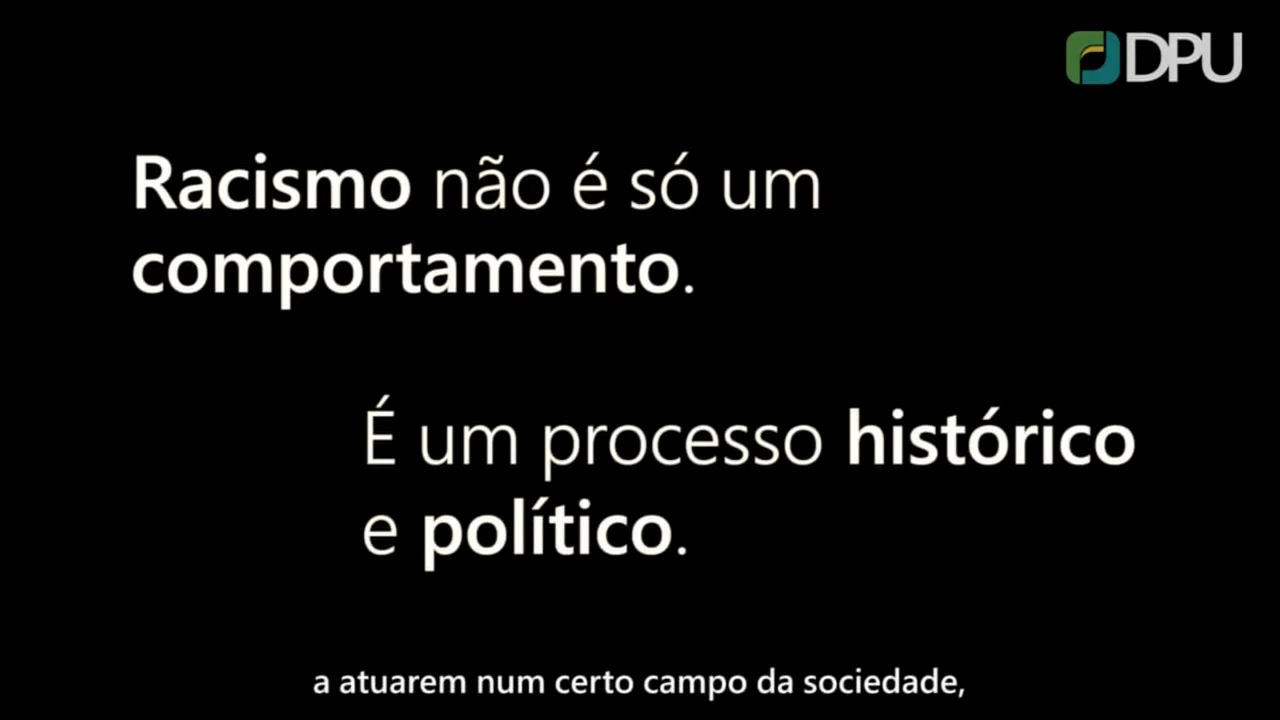 DPU
Racismo não é só um
comportamento.
É um processo histórico
e político.
a atuarem num certo campo da sociedade,